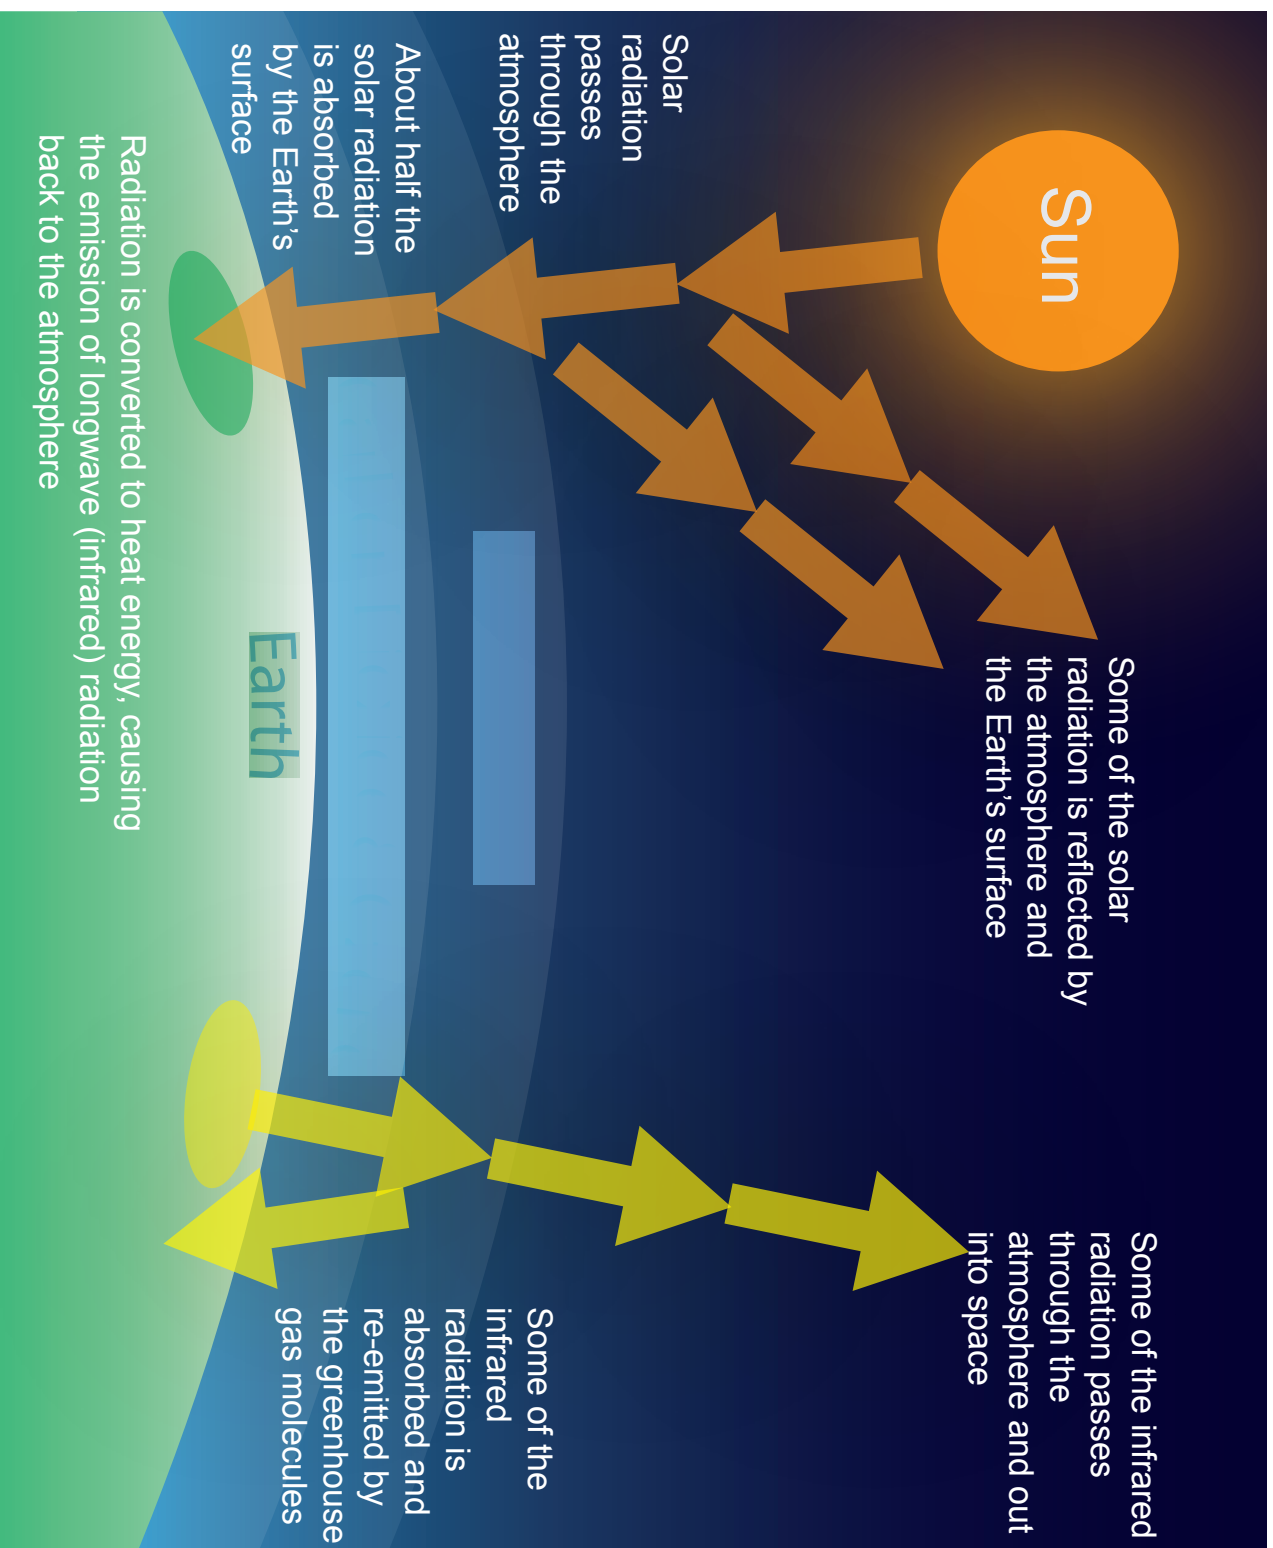 Sun
Some of the solar
radiation is reflected by
the atmosphere and
the Earth's surface
Some of the infrared
radiation passes
through the
atmosphere and out
into space
Solar
radiation
passes
through the
atmosphere
About half the
solar radiation
is absorbed
by the Earth's
surface
Some of the
infrared
radiation is
absorbed and
re-emitted by
the greenhouse
gas molecules
Earth
Radiation is converted to heat energy, causing
the emission of longwave (infrared) radiation
back to the atmosphere